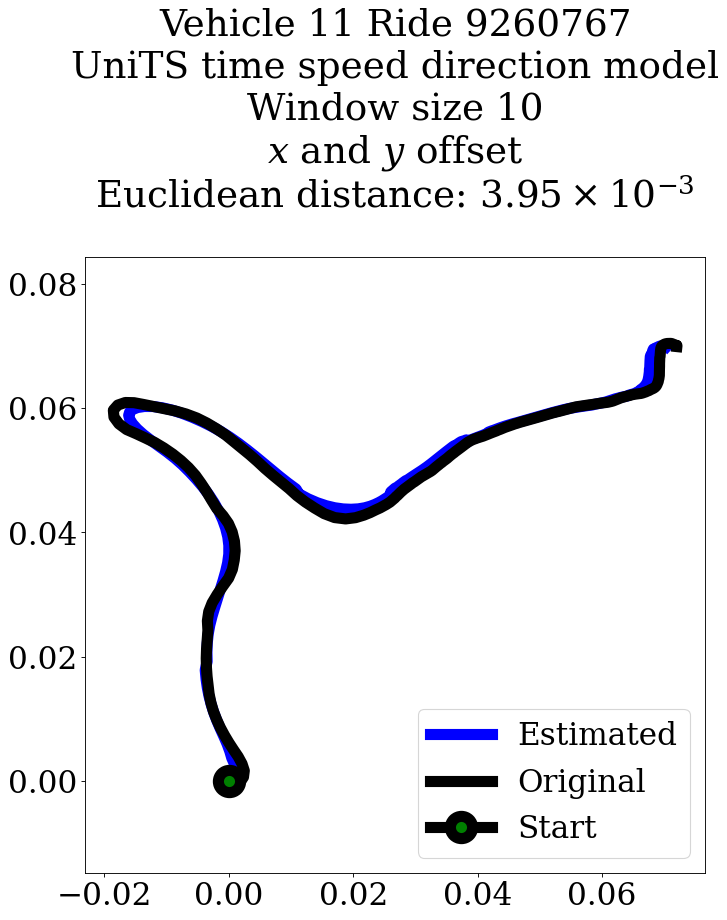 Vehicle 11 Ride 9260767
UniTS time speed direction model
Window size 10
x and y offset
Euclidean distance: 3.95 × 10⁻³
0.08
0.06
0.04
0.02
0.00
Estimated
Original
Start
−0.02 0.00 0.02 0.04 0.06